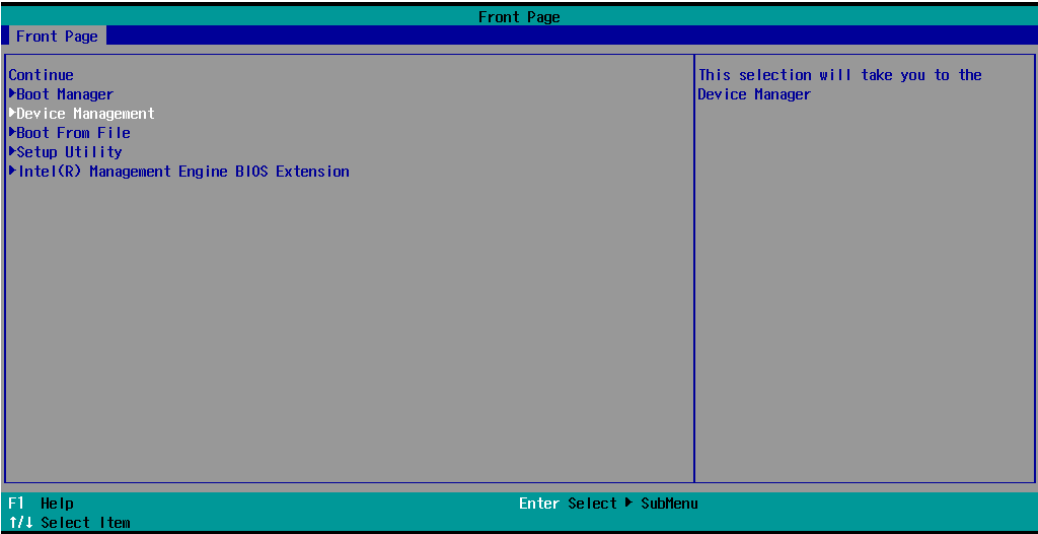 Front Page
Front Page
Continue
▶Boot Manager
▶Device Management
▶Boot From File
▶Setup Utility
▶Intel(R) Management Engine BIOS Extension
This selection will take you to the
Device Manager
F1 Help
↑/↓ Select Item
Enter Select ▶ SubMenu